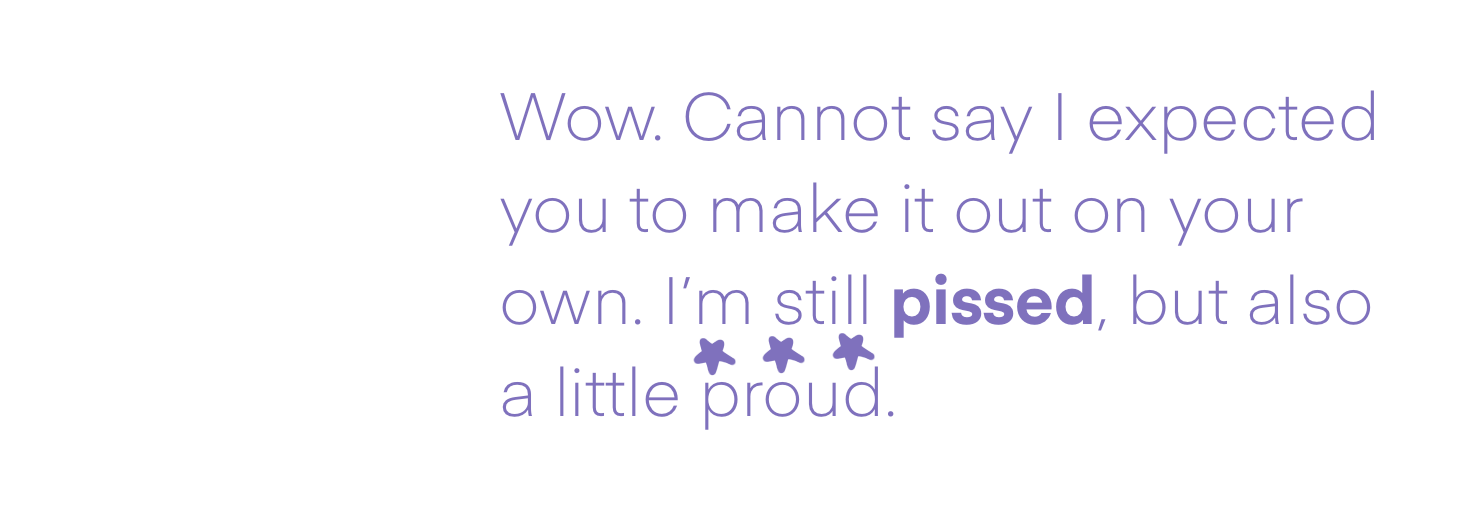 Wow. Cannot say I expected
you to make it out on your
own. I’m still pissed, but also
a little proud.